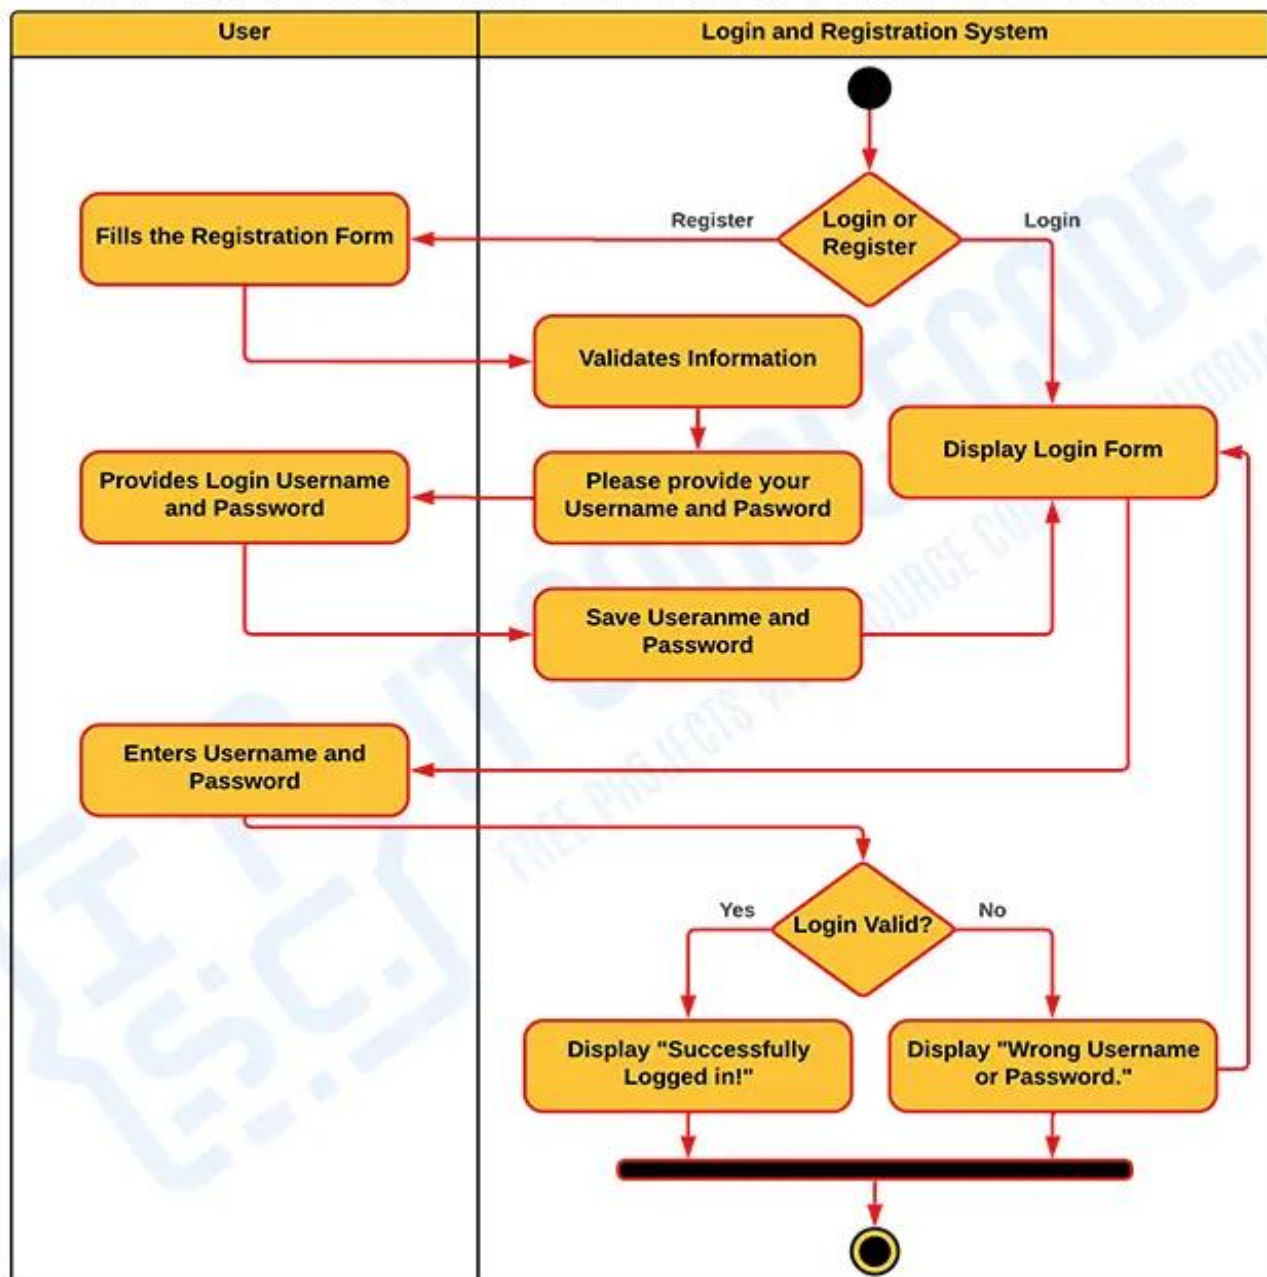 User
Login and Registration System
Login or
Register
Register
Login
Fills the Registration Form
Validates Information
Display Login Form
Please provide your
Username and Pasword
Provides Login Username
and Password
Save Useranme and
Password
Enters Username and
Password
Login Valid?
Yes
No
Display "Successfully
Logged in!"
Display "Wrong Username
or Password."